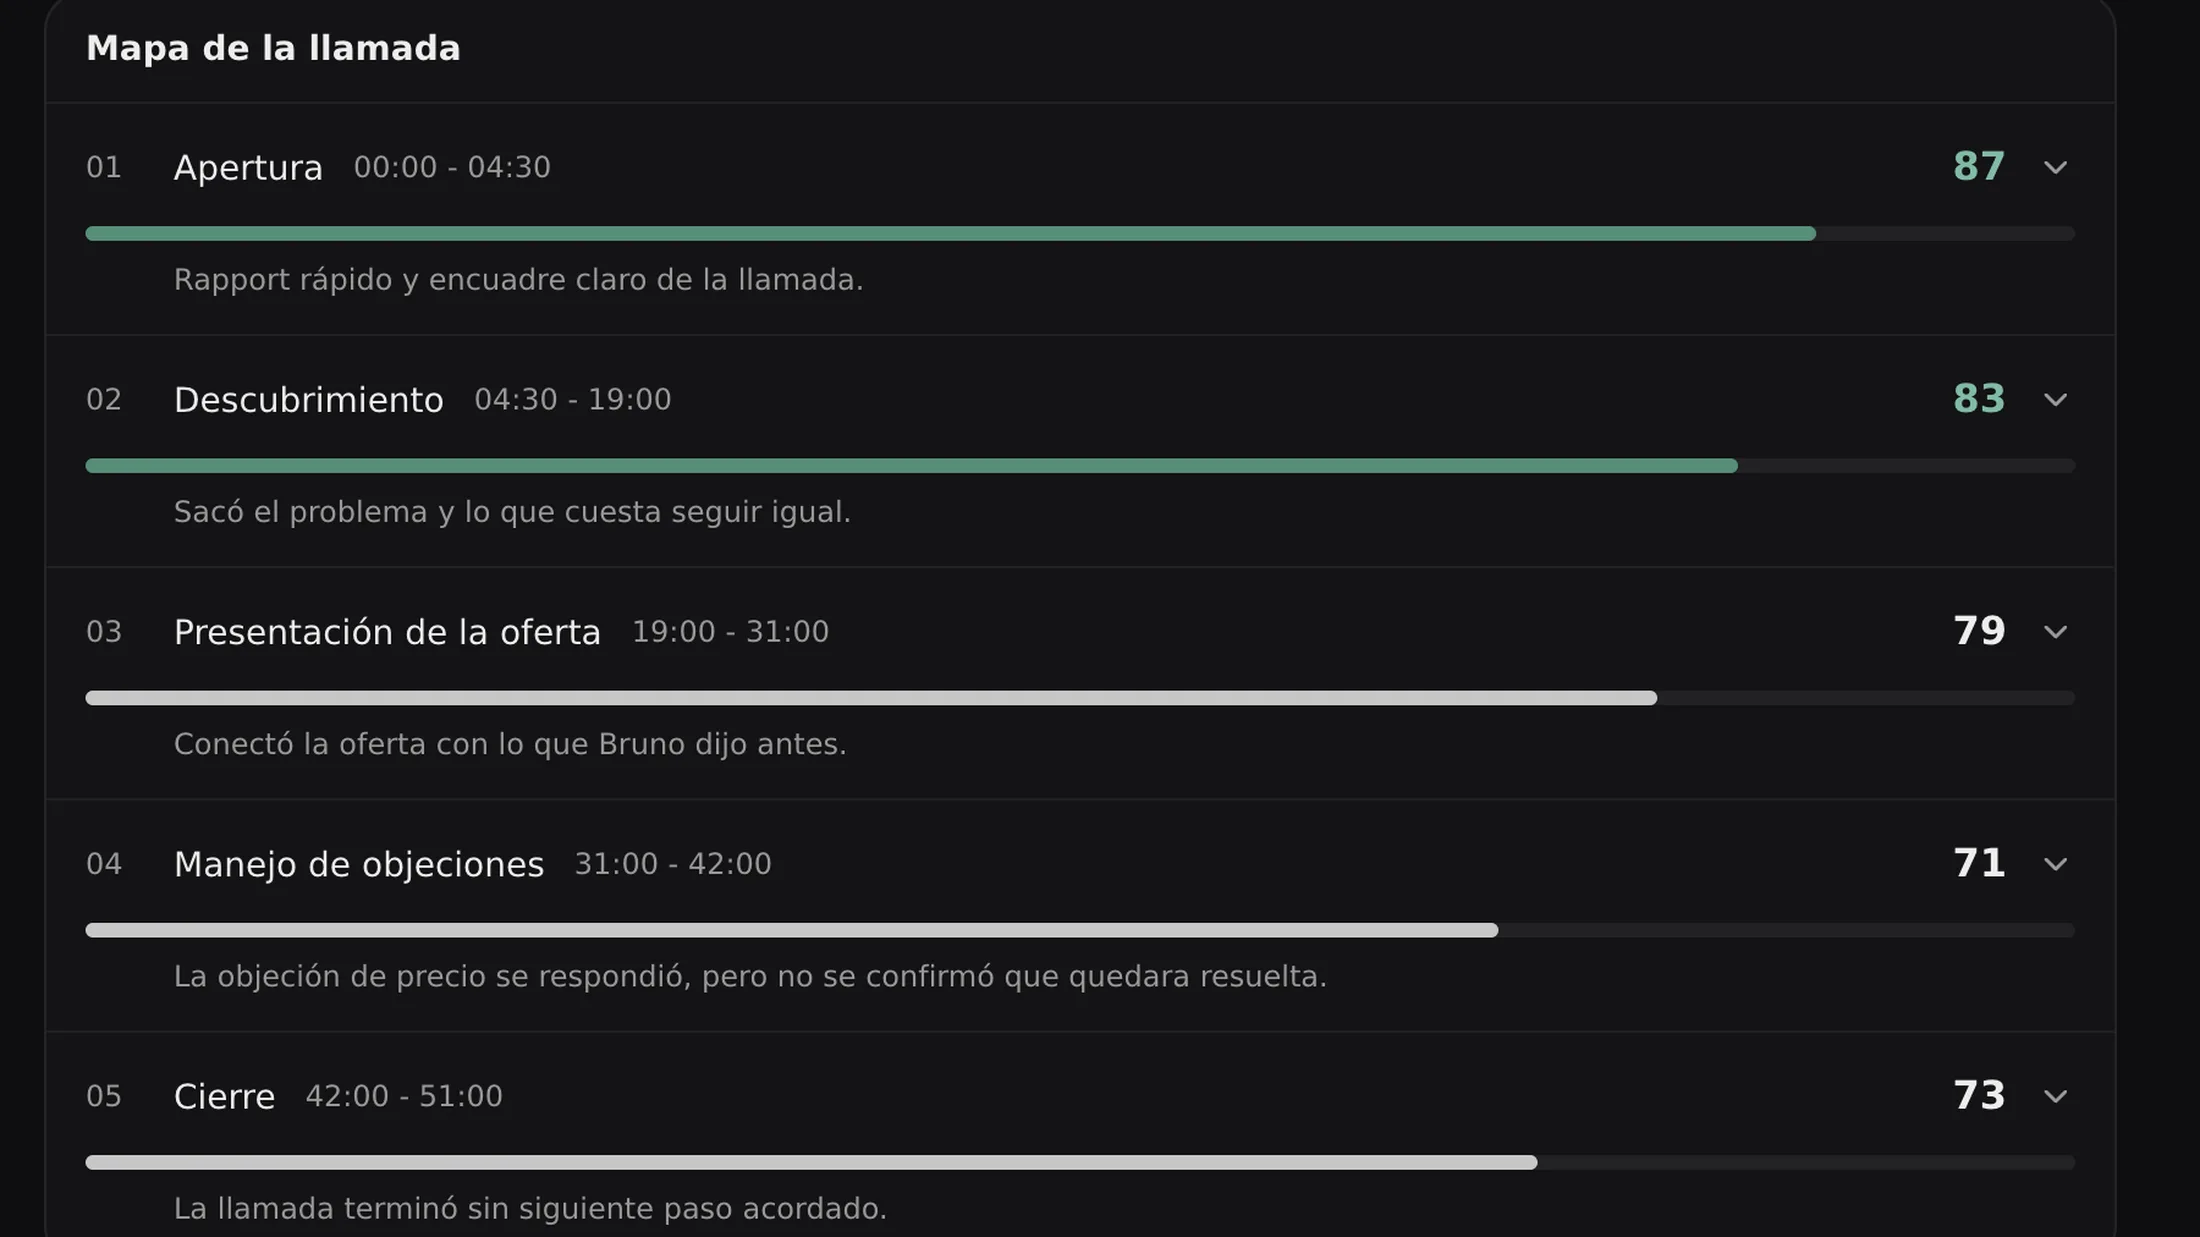 Mapa de la llamada
01 Apertura 00:00 - 04:30 87
Rapport rápido y encuadre claro de la llamada.
02 Descubrimiento 04:30 - 19:00 83
Sacó el problema y lo que cuesta seguir igual.
03 Presentación de la oferta 19:00 - 31:00 79
Conectó la oferta con lo que Bruno dijo antes.
04 Manejo de objeciones 31:00 - 42:00 71
La objeción de precio se respondió, pero no se confirmó que quedara resuelta.
05 Cierre 42:00 - 51:00 73
La llamada terminó sin siguiente paso acordado.